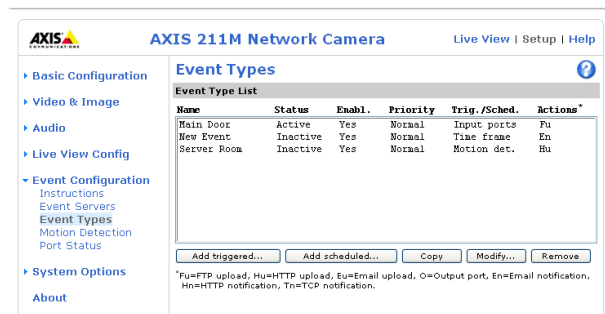 AXIS
COMMUNICATIONS
AXIS 211M Network Camera
Live View | Setup | Help
Basic Configuration
Video & Image
Audio
Live View Config
Event Configuration
Instructions
Event Servers
Event Types
Motion Detection
Port Status
System Options
About
Event Types
?
Event Type List
Name Status Enabl. Priority Trig./Sched. Actions*
Main Door Active Yes Normal Input ports Fu
New Event Inactive Yes Normal Time frame En
Server Room Inactive Yes Normal Motion det. Hu
Add triggered... Add scheduled... Copy Modify... Remove
*Fu=FTP upload, Hu=HTTP upload, Eu=Email upload, O=Output port, En=Email notification,
Hn=HTTP notification, Tn=TCP notification.